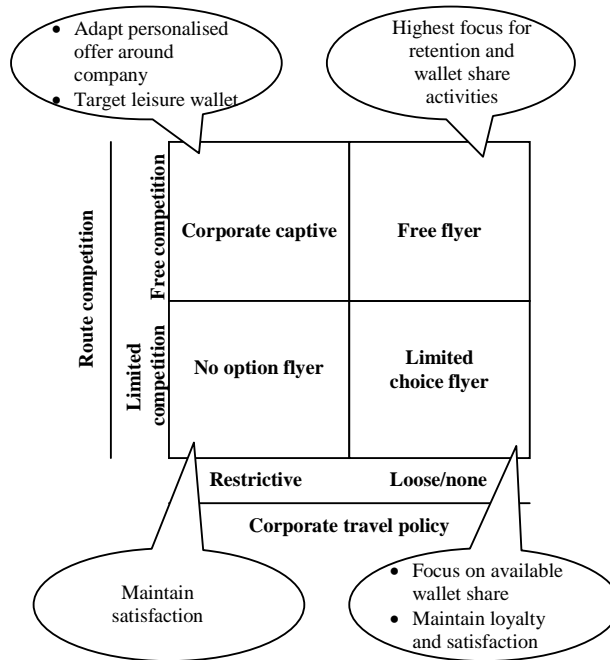 • Adapt personalised
offer around
company
• Target leisure wallet
Highest focus for
retention and
wallet share
activities
Route competition
Free competition
Corporate captive
Free flyer
Limited
competition
No option flyer
Limited
choice flyer
Restrictive
Loose/none
Corporate travel policy
Maintain
satisfaction
• Focus on available
wallet share
• Maintain loyalty
and satisfaction